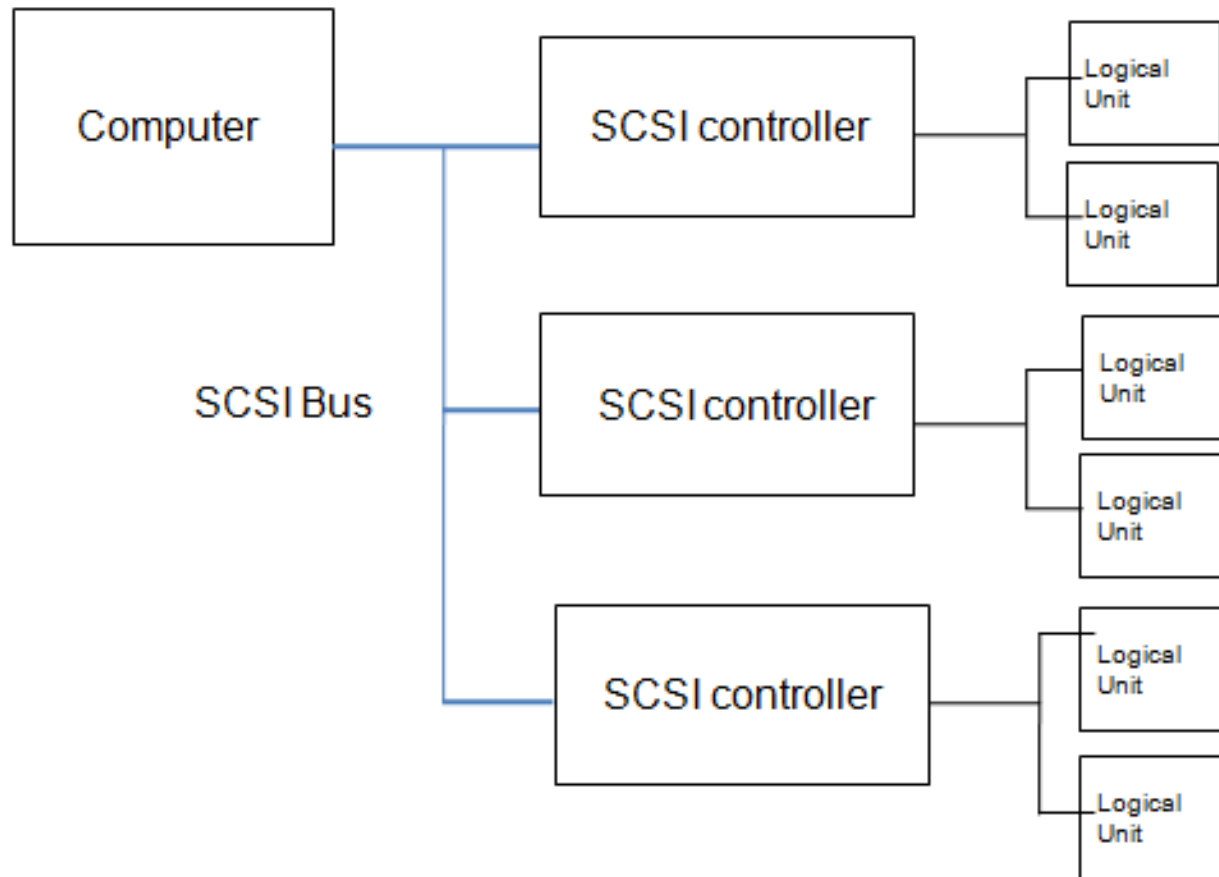 Computer
SCSI controller
Logical
Unit
Logical
Unit
SCSI Bus
SCSI controller
Logical
Unit
Logical
Unit
SCSI controller
Logical
Unit
Logical
Unit